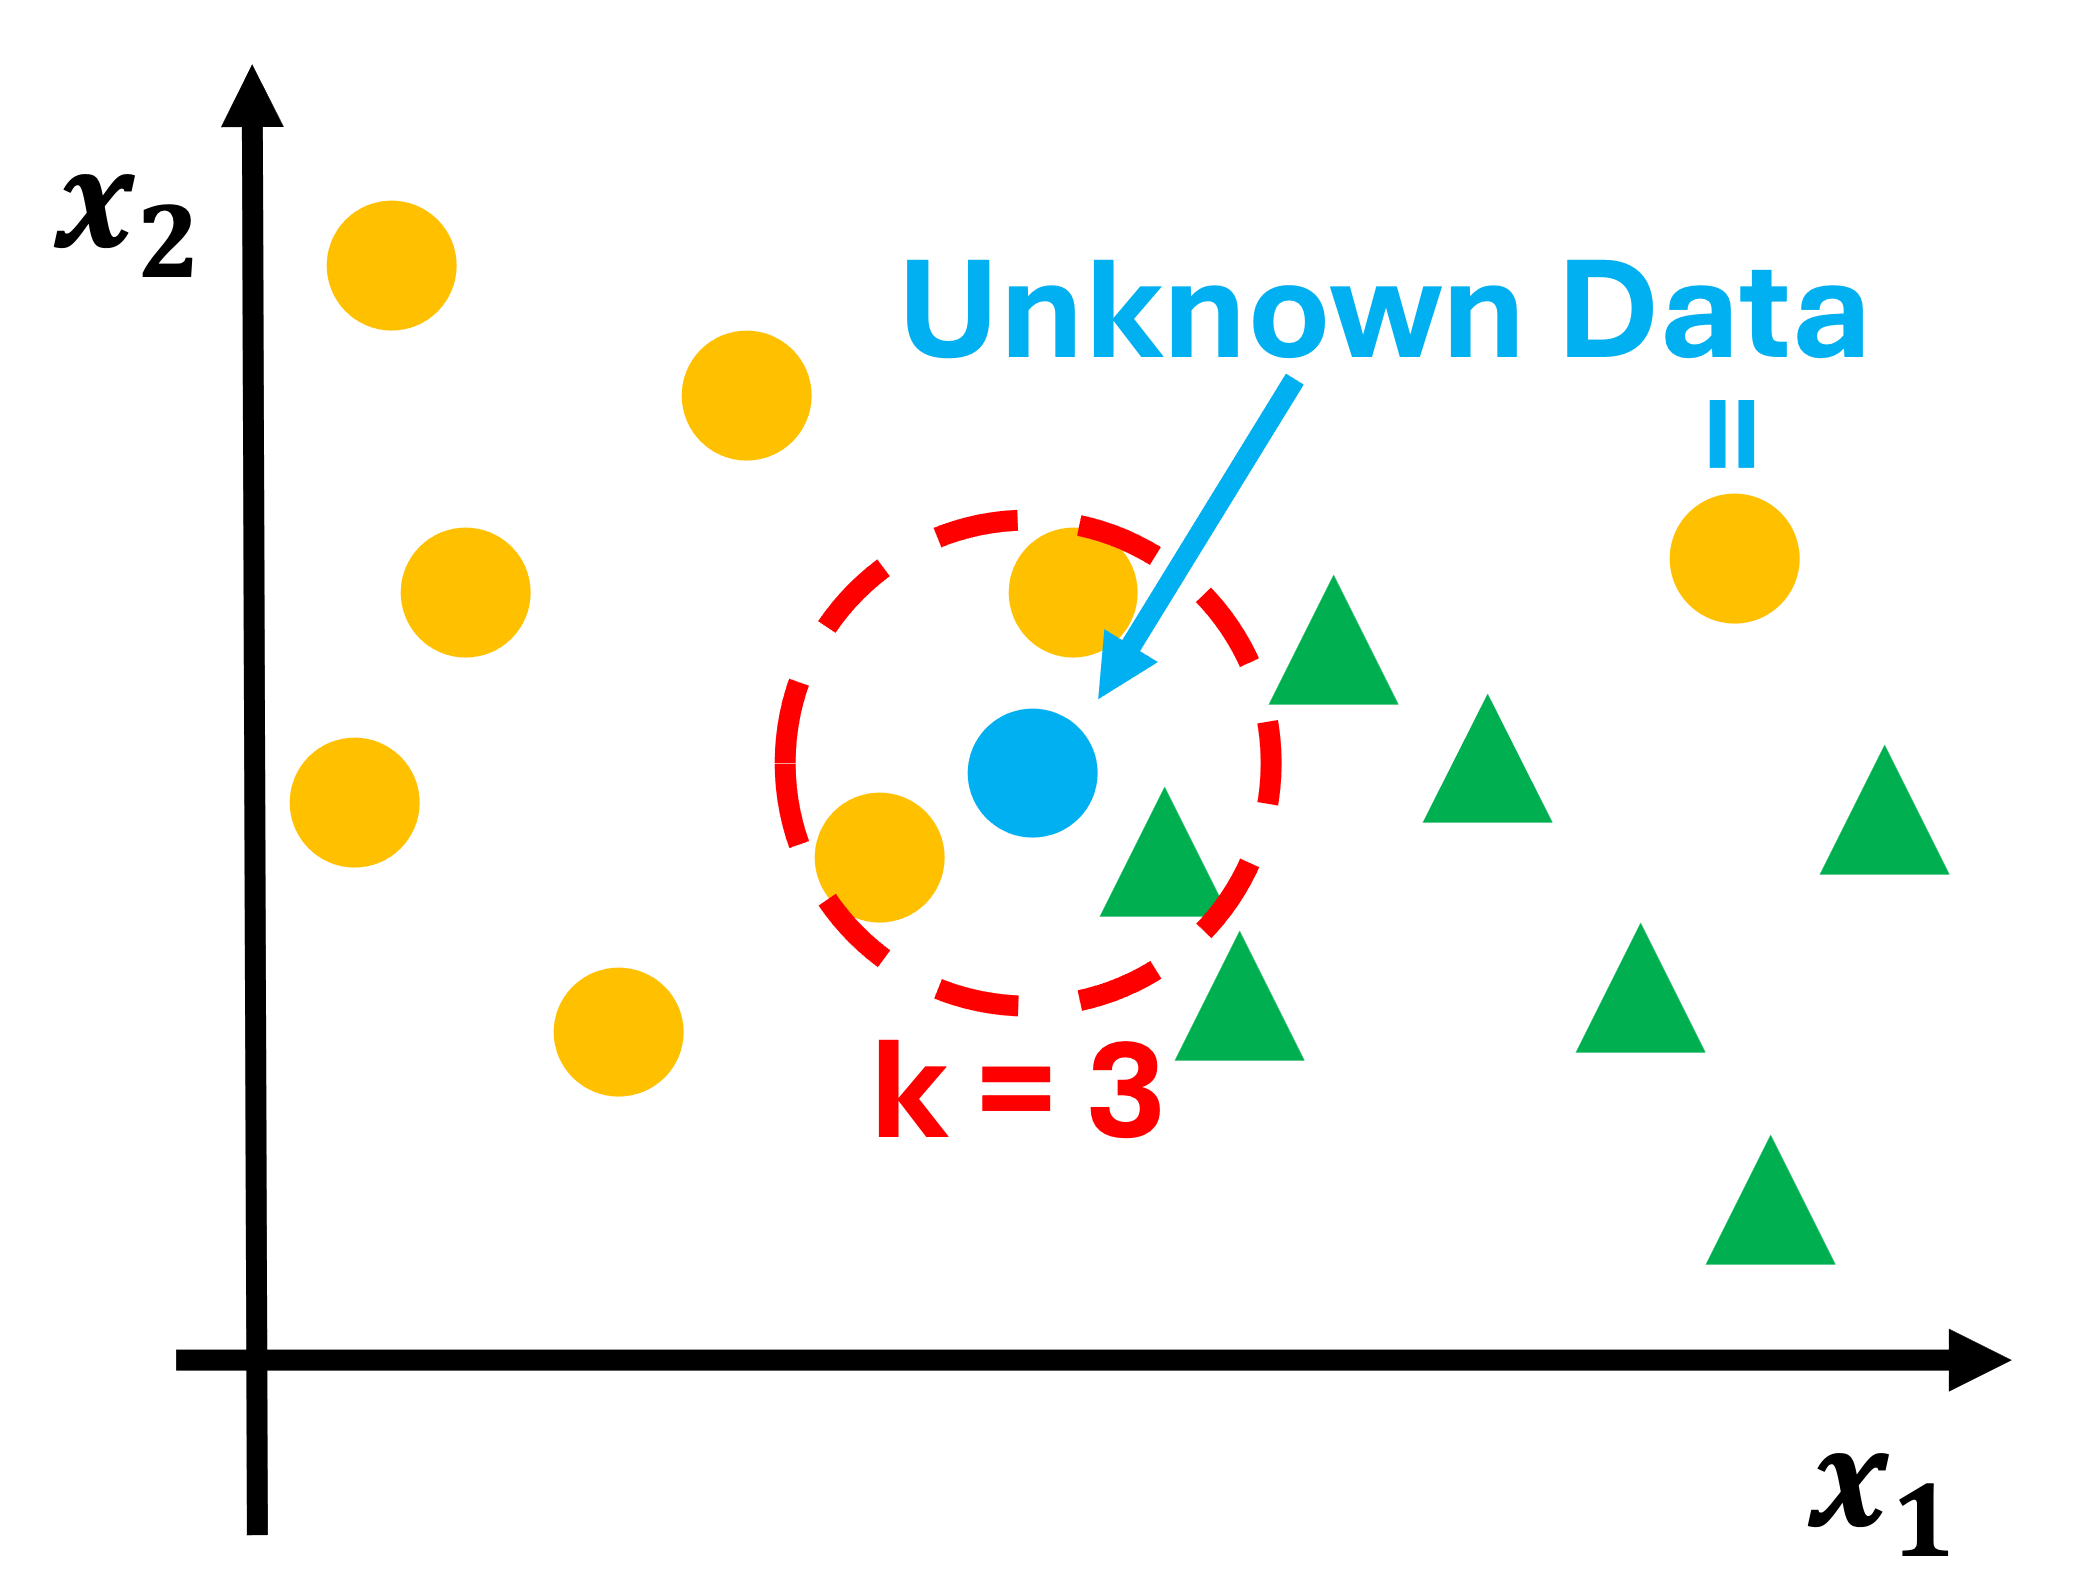 x₂
Unknown Data
=
k = 3
x₁